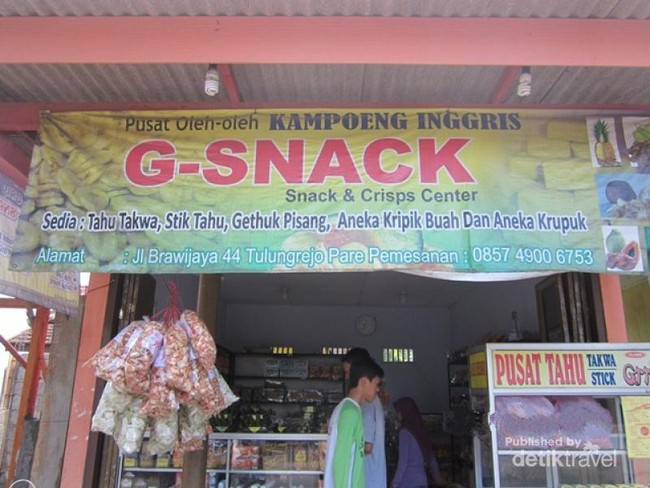 Pusat Oleh-oleh KAMPOENG INGGRIS
G-SNACK
Snack & Crisps Center
Sedia : Tahu Takwa, Stik Tahu, Gethuk Pisang, Aneka Kripik Buah Dan Aneka Krupuk
Alamat : Jl Brawijaya 44 Tulungrejo Pare Pemesanan : 0857 4900 6753
PUSAT TAHU TAKWA
STICK
Published by
detiktravel